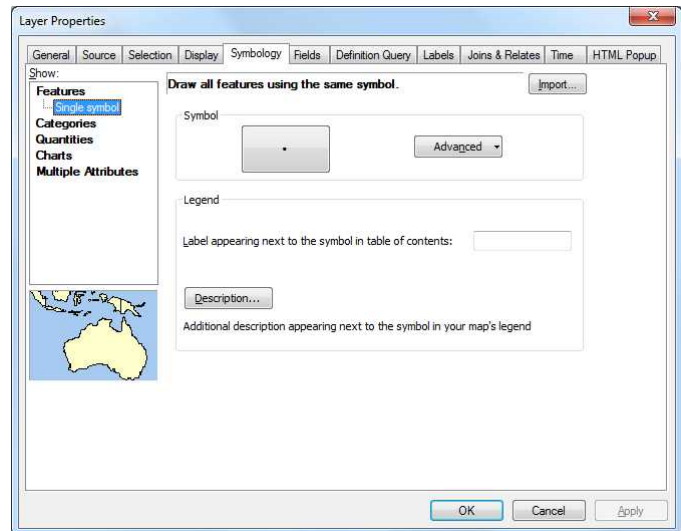 Layer Properties
General Source Selection Display Symbology Fields Definition Query Labels Joins & Relates Time HTML Popup
Show:
Features
Single symbol
Categories
Quantities
Charts
Multiple Attributes
Draw all features using the same symbol.
Import...
Symbol
Advanced
Legend
Label appearing next to the symbol in table of contents:
Description...
Additional description appearing next to the symbol in your map's legend
OK Cancel Apply